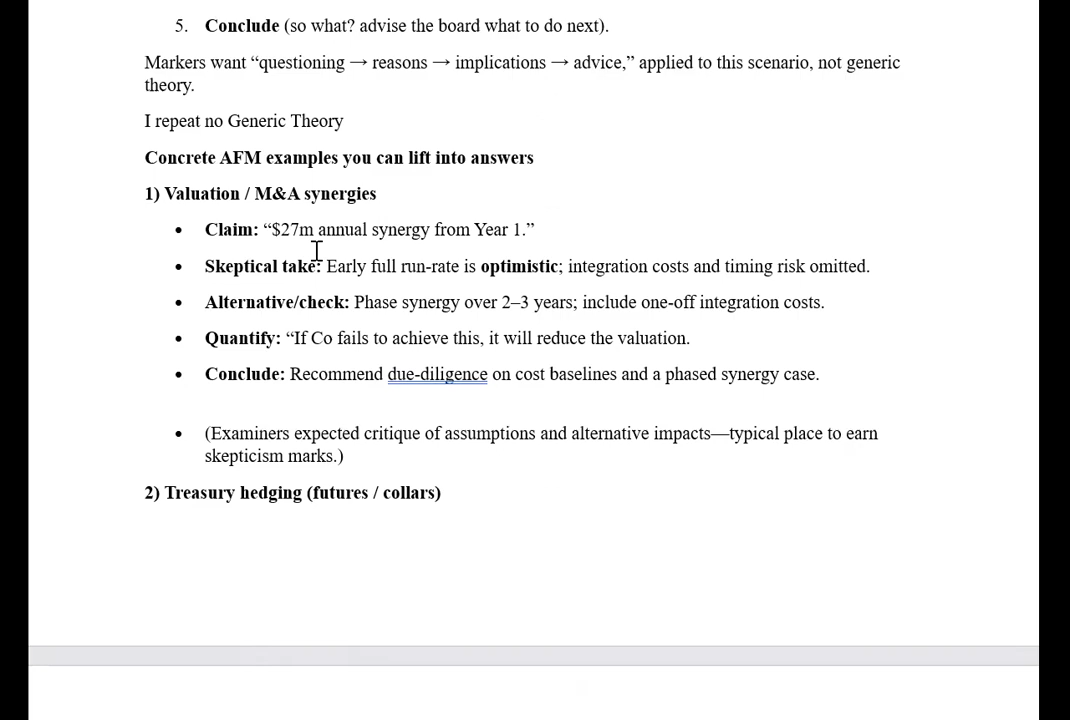 5. Conclude (so what? advise the board what to do next).
Markers want “questioning → reasons → implications → advice,” applied to this scenario, not generic
theory.
I repeat no Generic Theory
Concrete AFM examples you can lift into answers
1) Valuation / M&A synergies
• Claim: “$27m annual synergy from Year 1.”
• Skeptical take: Early full run-rate is optimistic; integration costs and timing risk omitted.
• Alternative/check: Phase synergy over 2–3 years; include one-off integration costs.
• Quantify: “If Co fails to achieve this, it will reduce the valuation.
• Conclude: Recommend due-diligence on cost baselines and a phased synergy case.
• (Examiners expected critique of assumptions and alternative impacts—typical place to earn
skepticism marks.)
2) Treasury hedging (futures / collars)